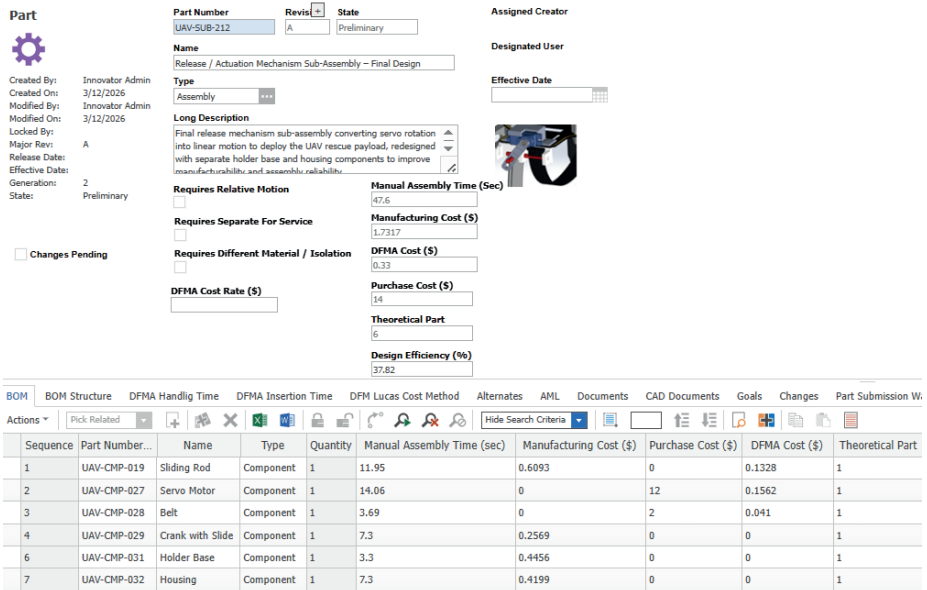 Part
Part Number
Revisi
+
State
Assigned Creator
UAV-SUB-212
A
Preliminary
Name
Designated User
Release / Actuation Mechanism Sub-Assembly – Final Design
Created By: Innovator Admin
Type
Effective Date
Created On: 3/12/2026
Assembly
Modified By: Innovator Admin
Modified On: 3/12/2026
Long Description
Locked By:
Final release mechanism sub-assembly converting servo rotation
Major Rev: A
into linear motion to deploy the UAV rescue payload, redesigned
Release Date:
with separate holder base and housing components to improve
Effective Date:
manufacturability and assembly reliability.
Generation: 2
State: Preliminary
Requires Relative Motion
Manual Assembly Time (Sec)
47.6
Requires Separate For Service
Manufacturing Cost ($)
1.7317
Changes Pending
Requires Different Material / Isolation
DFMA Cost ($)
0.33
DFMA Cost Rate ($)
Purchase Cost ($)
14
Theoretical Part
6
Design Efficiency (%)
37.82
BOM BOM Structure DFMA Handlig Time DFMA Insertion Time DFM Lucas Cost Method Alternates AML Documents CAD Documents Goals Changes Part Submission Wa
Actions Pick Related Hide Search Criteria
Sequence Part Number... Name Type Quantity Manual Assembly Time (sec) Manufacturing Cost ($) Purchase Cost ($) DFMA Cost ($) Theoretical Part
1 UAV-CMP-019 Sliding Rod Component 1 11.95 0.6093 0 0.1328 1
2 UAV-CMP-027 Servo Motor Component 1 14.06 0 12 0.1562 1
3 UAV-CMP-028 Belt Component 1 3.69 0 2 0.041 1
4 UAV-CMP-029 Crank with Slide Component 1 7.3 0.2569 0 0 1
6 UAV-CMP-031 Holder Base Component 1 3.3 0.4456 0 0 1
7 UAV-CMP-032 Housing Component 1 7.3 0.4199 0 0 1